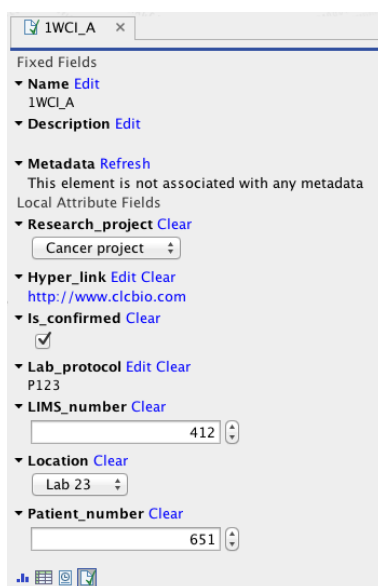 1WCI_A
Fixed Fields
Name Edit
1WCI_A
Description Edit
Metadata Refresh
This element is not associated with any metadata
Local Attribute Fields
Research_project Clear
Cancer project
Hyper_link Edit Clear
http://www.clcbio.com
Is_confirmed Clear
Lab_protocol Edit Clear
P123
LIMS_number Clear
412
Location Clear
Lab 23
Patient_number Clear
651